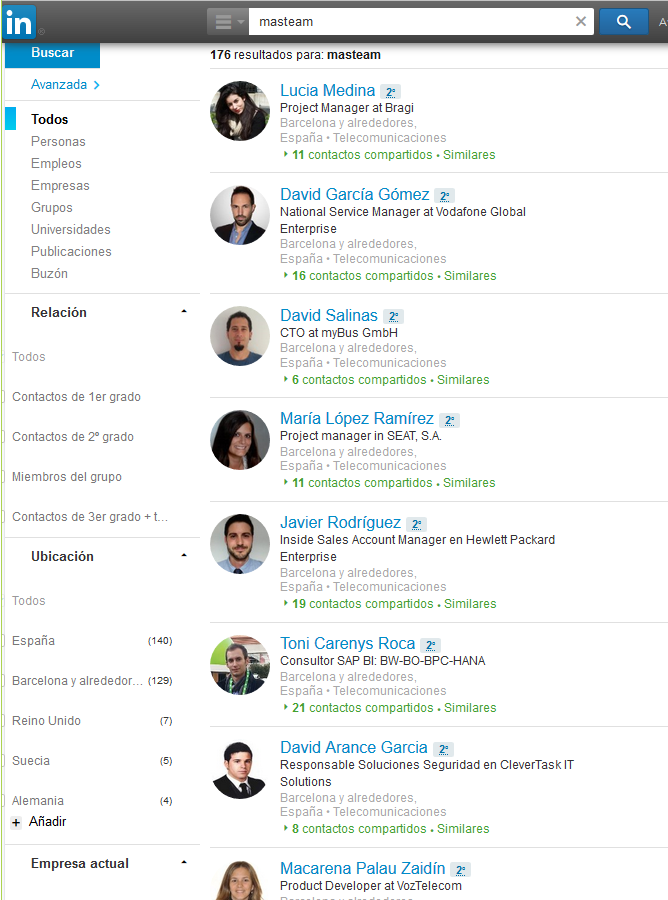 in
masteam
A
Buscar
Avanzada
Todos
Personas
Empleos
Empresas
Grupos
Universidades
Publicaciones
Buzón
Relación
Todos
Contactos de 1er grado
Contactos de 2º grado
Miembros del grupo
Contactos de 3er grado + t...
Ubicación
Todos
España (140)
Barcelona y alrededor... (129)
Reino Unido (7)
Suecia (5)
Alemania (4)
+ Añadir
Empresa actual
176 resultados para: masteam
Lucia Medina 2º
Project Manager at Bragi
Barcelona y alrededores,
España • Telecomunicaciones
11 contactos compartidos • Similares
David García Gómez 2º
National Service Manager at Vodafone Global
Enterprise
Barcelona y alrededores,
España • Telecomunicaciones
16 contactos compartidos • Similares
David Salinas 2º
CTO at myBus GmbH
Barcelona y alrededores,
España • Telecomunicaciones
6 contactos compartidos • Similares
María López Ramírez 2º
Project manager in SEAT, S.A.
Barcelona y alrededores,
España • Telecomunicaciones
11 contactos compartidos • Similares
Javier Rodríguez 2º
Inside Sales Account Manager en Hewlett Packard
Enterprise
Barcelona y alrededores,
España • Telecomunicaciones
19 contactos compartidos • Similares
Toni Carenys Roca 2º
Consultor SAP BI: BW-BO-BPC-HANA
Barcelona y alrededores,
España • Telecomunicaciones
21 contactos compartidos • Similares
David Arance Garcia 2º
Responsable Soluciones Seguridad en CleverTask IT
Solutions
Barcelona y alrededores,
España • Telecomunicaciones
8 contactos compartidos • Similares
Macarena Palau Zaidín 2º
Product Developer at VozTelecom
Barcelona y alrededores,